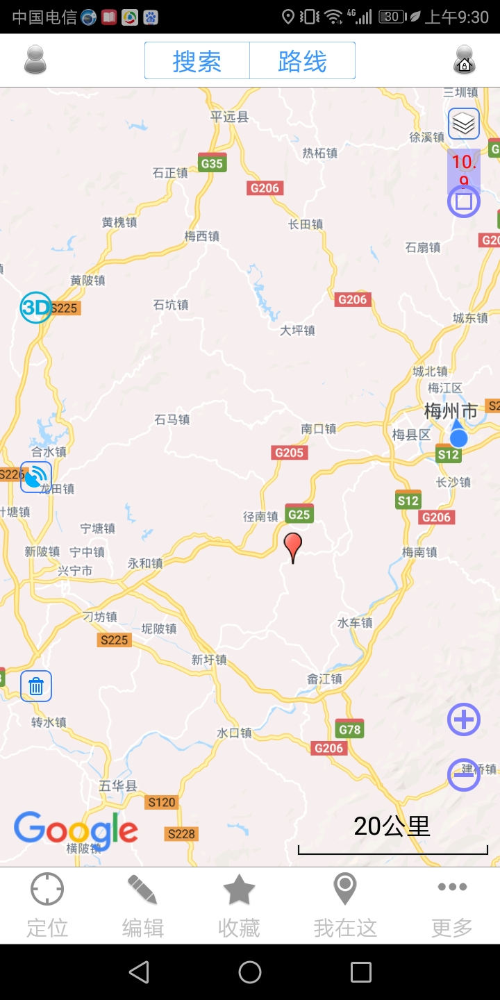 中国电信
4G
30
上午9:30
搜索
路线
三圳镇
平远县
徐溪镇
热柘镇
G35
石正镇
10.
9
G206
黄槐镇
长田镇
梅西镇
石扇镇
黄陂镇
G206
3D
S225
石坑镇
城东镇
大坪镇
城北镇
梅江区
梅州市
石马镇
南口镇
梅县区
合水镇
G205
S12
S226
长沙镇
龙田镇
S12
径南镇
G25
G206
宁塘镇
新陂镇
宁中镇
梅南镇
永和镇
兴宁市
刁坊镇
水车镇
坭陂镇
S225
新圩镇
畲江镇
转水镇
水口镇
G78
G206
建桥镇
五华县
S120
20公里
Google
S228
横陂镇
定位
编辑
收藏
我在这
更多